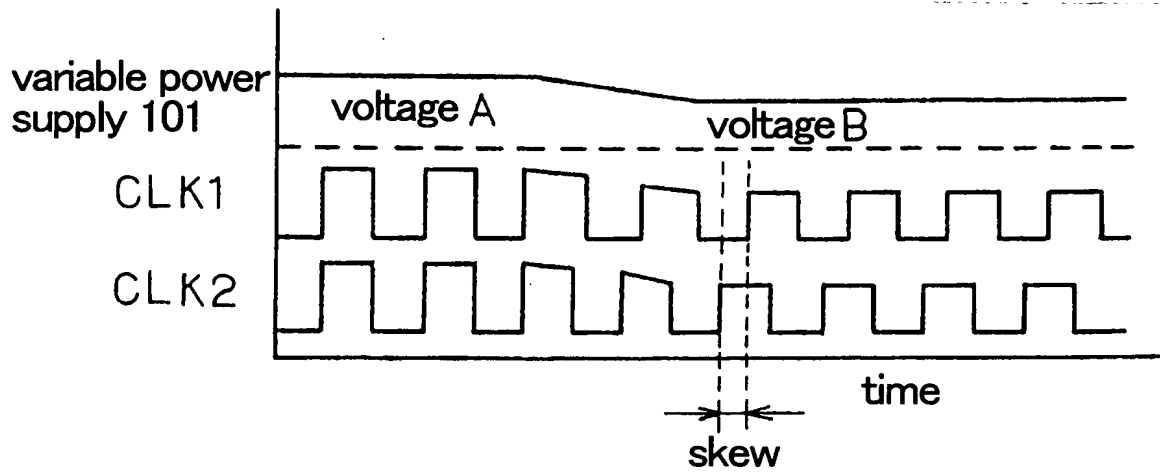 variable power
supply 101
voltage A
voltage B
CLK1
CLK2
time
skew